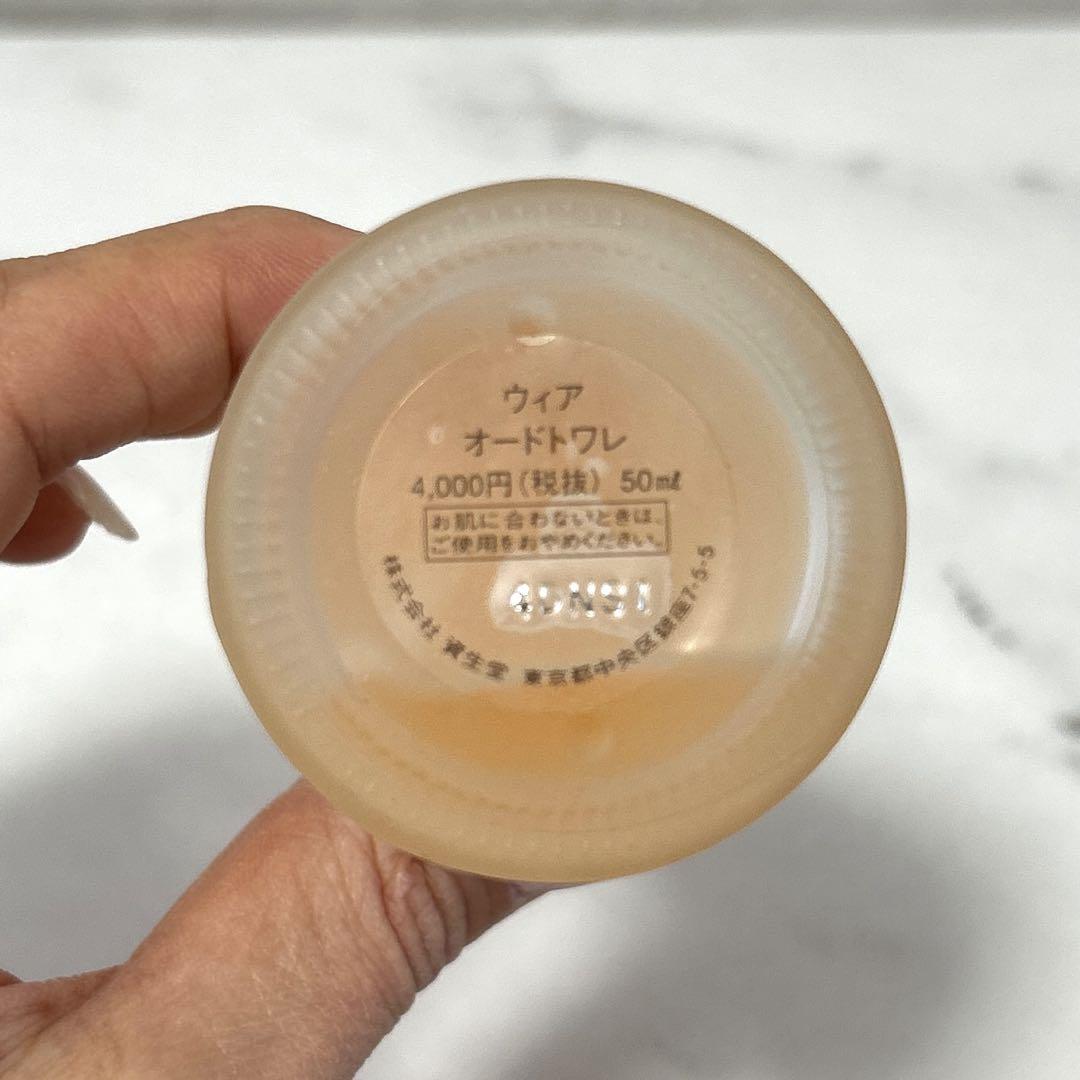 ウィア
オードトワレ
4,000円(税抜) 50㎖
お肌に合わないときは、
ご使用をおやめください。
株式会社 資生堂 東京都中央区銀座7-5-5